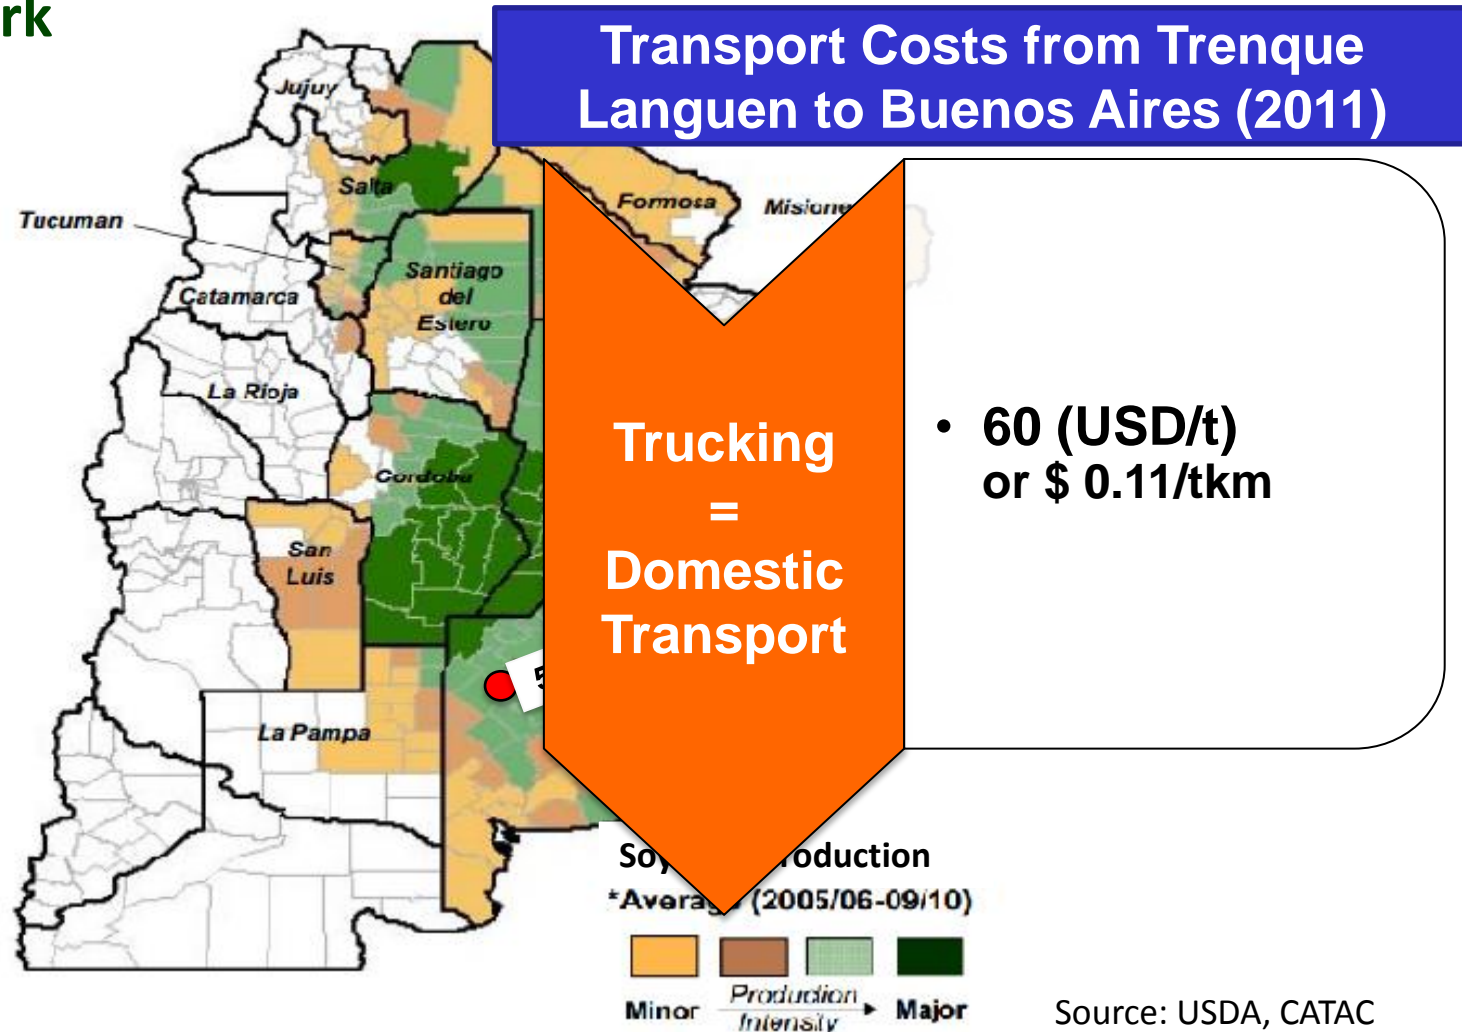 rk
Transport Costs from Trenque
Languen to Buenos Aires (2011)
Jujuy
Salta
Formosa
Tucuman
Santiago
del
Estero
Catamarca
La Rioja
Cordoba
San
Luis
La Pampa
Trucking
=
Domestic
Transport
• 60 (USD/t)
or $ 0.11/tkm
*Average (2005/06-09/10)
Minor
Production
Intensity
Major
Source: USDA, CATAC